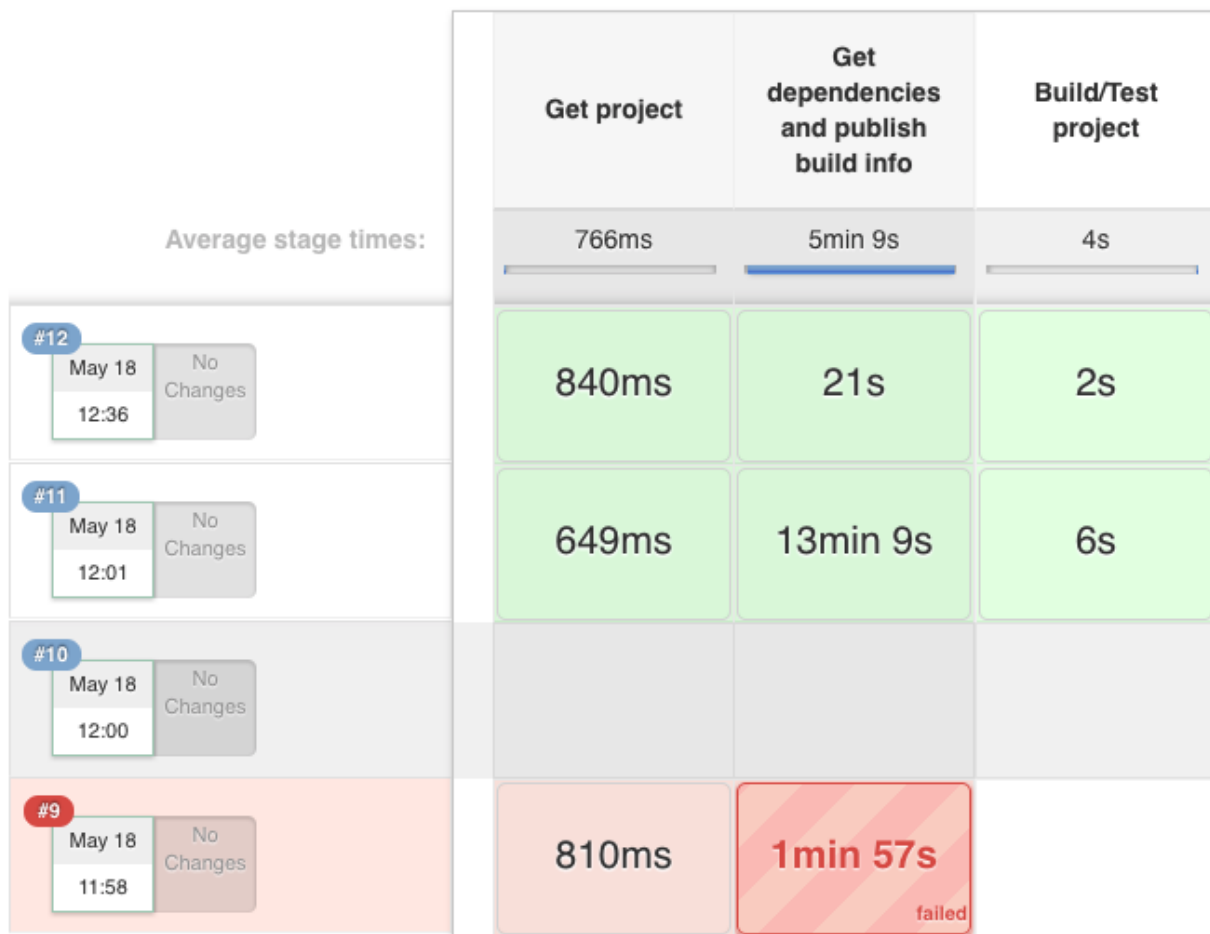 Get project
Get
dependencies
and publish
build info
Build/Test
project
Average stage times:
766ms
5min 9s
4s
#12
May 18
12:36
No
Changes
840ms
21s
2s
#11
May 18
12:01
No
Changes
649ms
13min 9s
6s
#10
May 18
12:00
No
Changes
#9
May 18
11:58
No
Changes
810ms
1min 57s
failed